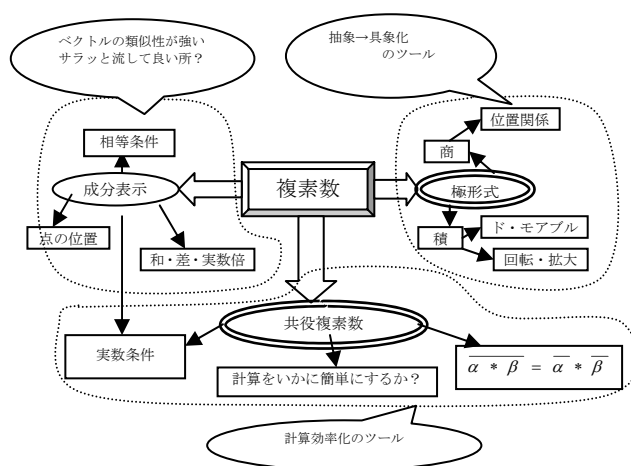 ベクトルの類似性が強い
サラッと流して良い所？
抽象→具象化
のツール
位置関係
相等条件
商
複素数
成分表示
極形式
点の位置
積
ド・モアブル
和・差・実数倍
回転・拡大
共役複素数
実数条件
計算をいかに簡単にするか？
$\overline{\alpha * \beta} = \overline{\alpha} * \overline{\beta}$
計算効率化のツール